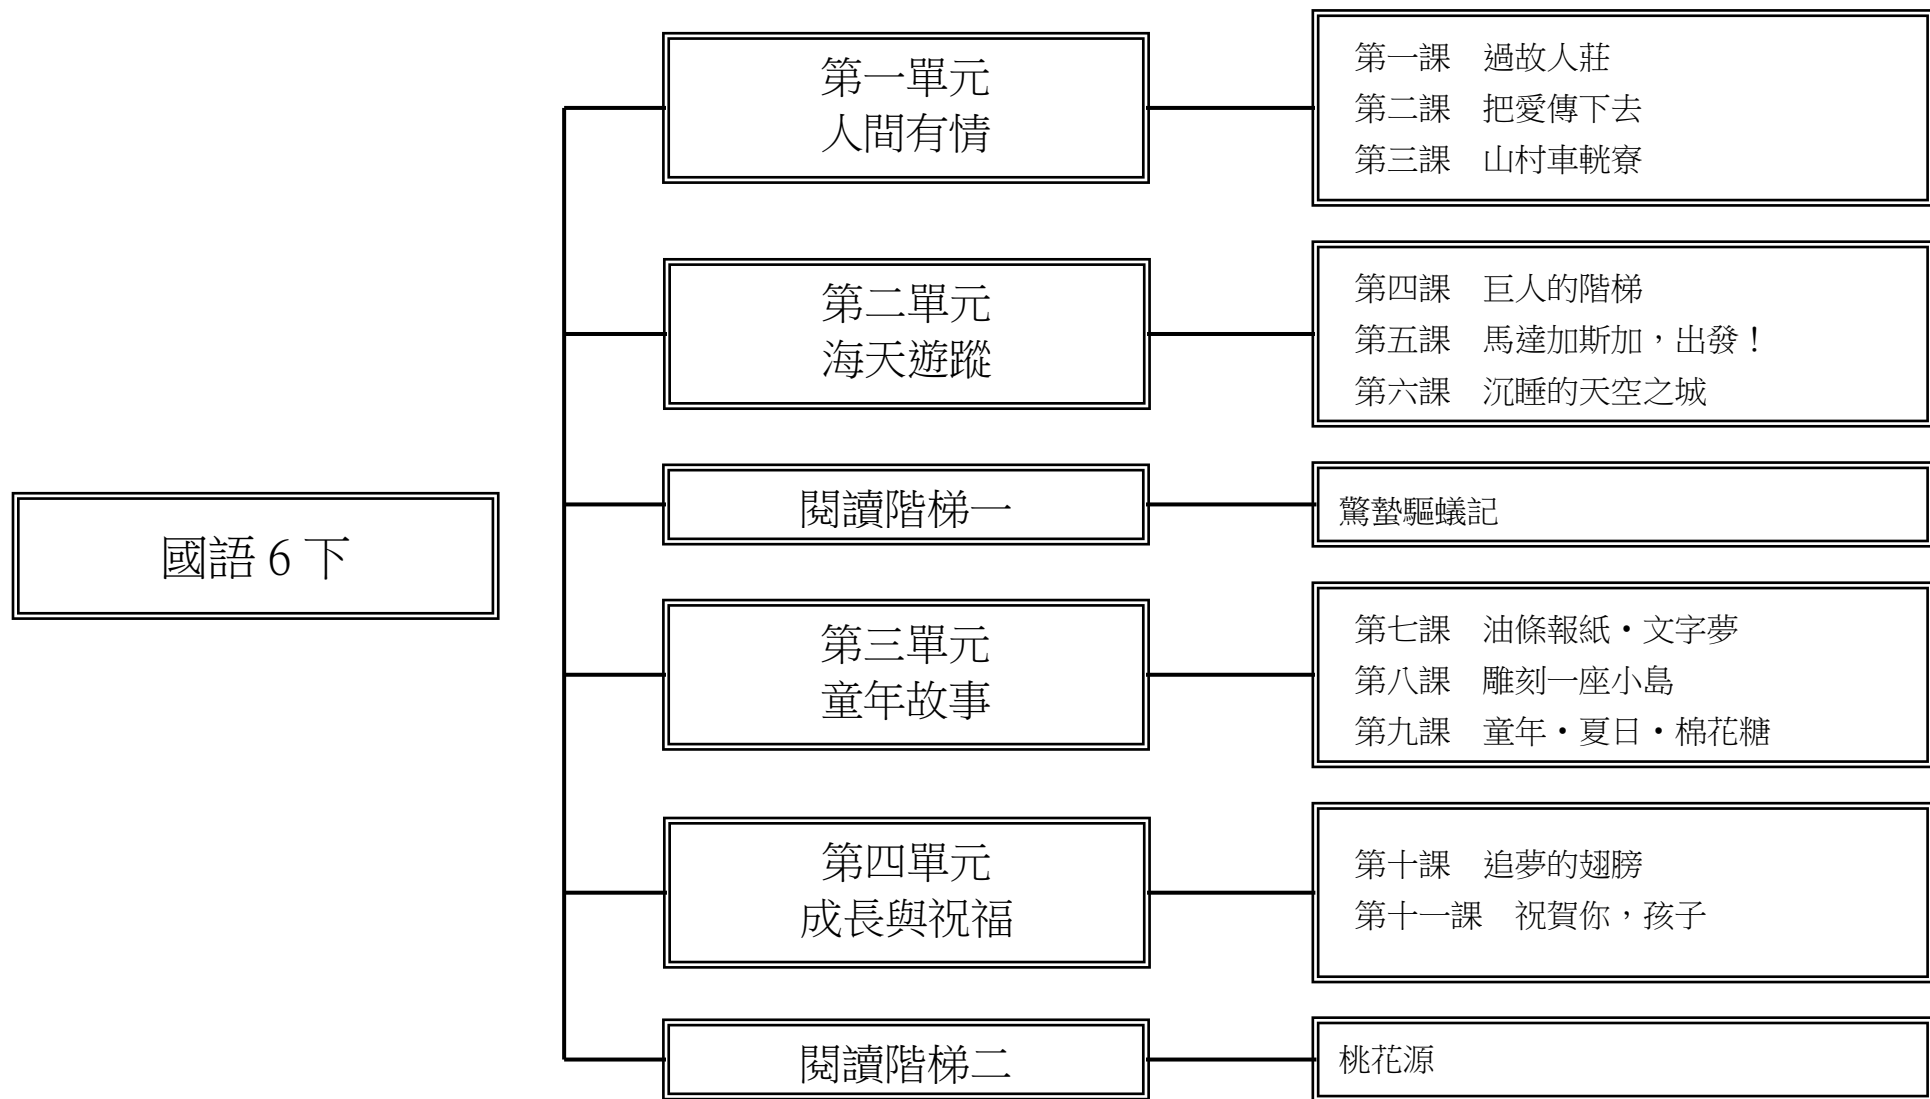 國語 6 下
第一單元
人間有情
第一課　過故人莊
第二課　把愛傳下去
第三課　山村車軏寮
第二單元
海天遊蹤
第四課　巨人的階梯
第五課　馬達加斯加，出發！
第六課　沉睡的天空之城
閱讀階梯一
驚蟄驅蟻記
第三單元
童年故事
第七課　油條報紙・文字夢
第八課　雕刻一座小島
第九課　童年・夏日・棉花糖
第四單元
成長與祝福
第十課　追夢的翅膀
第十一課　祝賀你，孩子
閱讀階梯二
桃花源